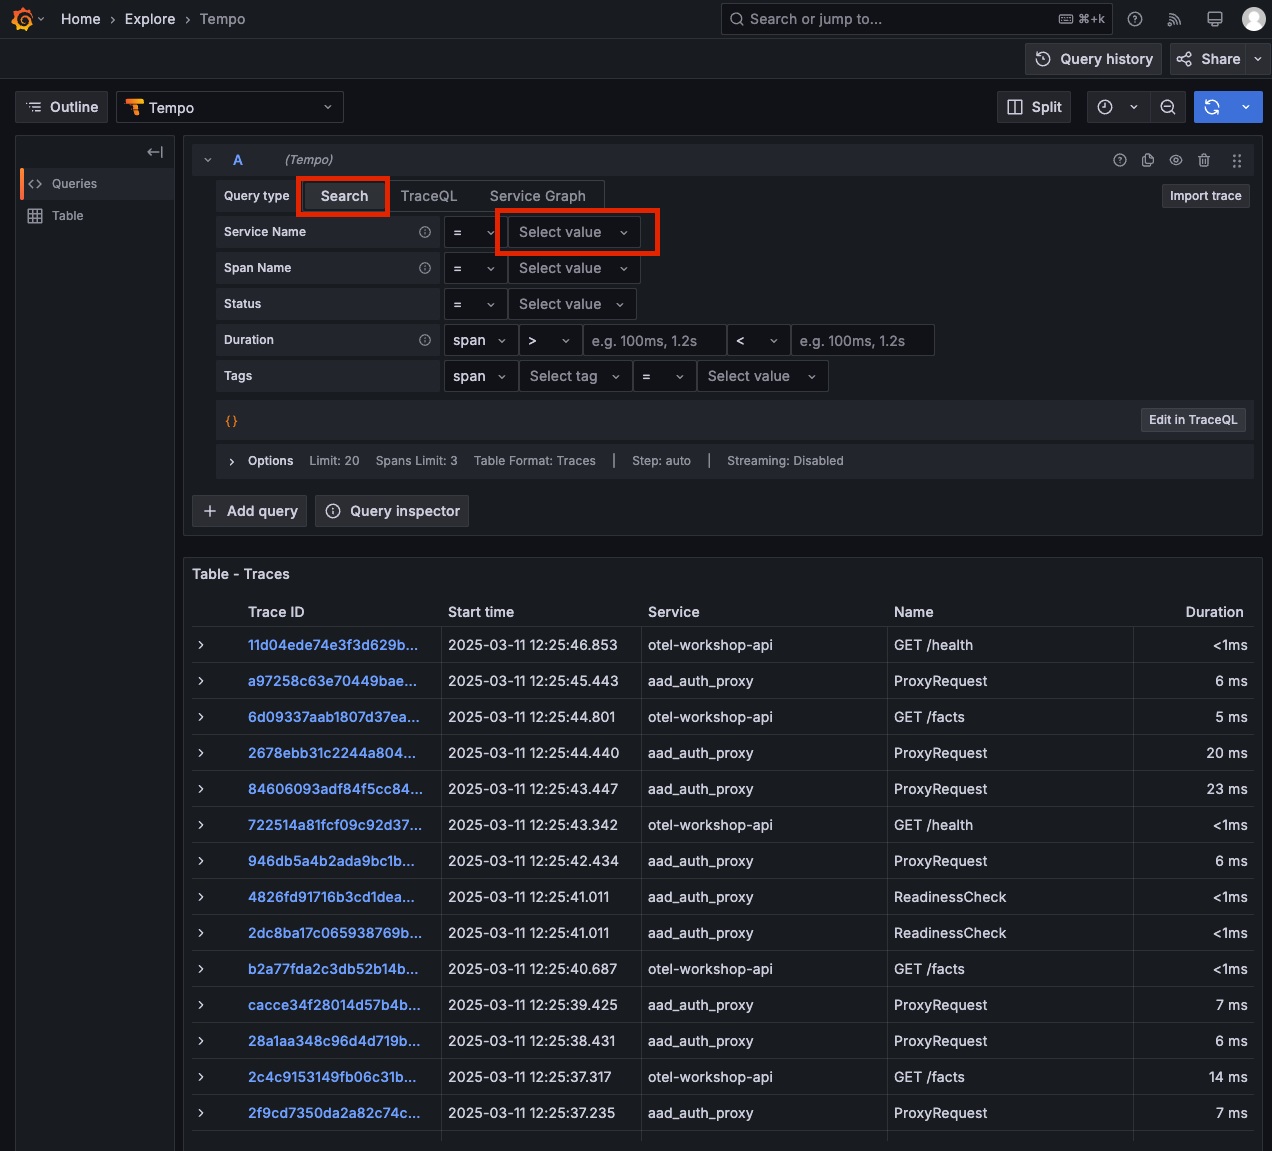 Home › Explore › Tempo
Search or jump to...
⌘+k
Query history
Share
Outline
Tempo
Split
Queries
Table
A (Tempo)
Query type Search TraceQL Service Graph
Import trace
Service Name = Select value
Span Name = Select value
Status = Select value
Duration span > e.g. 100ms, 1.2s < e.g. 100ms, 1.2s
Tags span Select tag = Select value
{}
Edit in TraceQL
Options Limit: 20 Spans Limit: 3 Table Format: Traces | Step: auto | Streaming: Disabled
+ Add query
Query inspector
Table - Traces
Trace ID Start time Service Name Duration
11d04ede74e3f3d629b... 2025-03-11 12:25:46.853 otel-workshop-api GET /health <1ms
a97258c63e70449bae... 2025-03-11 12:25:45.443 aad_auth_proxy ProxyRequest 6 ms
6d09337aab1807d37ea... 2025-03-11 12:25:44.801 otel-workshop-api GET /facts 5 ms
2678ebb31c2244a804... 2025-03-11 12:25:44.440 aad_auth_proxy ProxyRequest 20 ms
84606093adf84f5cc84... 2025-03-11 12:25:43.447 aad_auth_proxy ProxyRequest 23 ms
722514a81fcf09c92d37... 2025-03-11 12:25:43.342 otel-workshop-api GET /health <1ms
946db5a4b2ada9bc1b... 2025-03-11 12:25:42.434 aad_auth_proxy ProxyRequest 6 ms
4826fd91716b3cd1dea... 2025-03-11 12:25:41.011 aad_auth_proxy ReadinessCheck <1ms
2dc8ba17c065938769b... 2025-03-11 12:25:41.011 aad_auth_proxy ReadinessCheck <1ms
b2a77fda2c3db52b14b... 2025-03-11 12:25:40.687 otel-workshop-api GET /facts <1ms
cacce34f28014d57b4b... 2025-03-11 12:25:39.425 aad_auth_proxy ProxyRequest 7 ms
28a1aa348c96d4d719b... 2025-03-11 12:25:38.431 aad_auth_proxy ProxyRequest 6 ms
2c4c9153149fb06c31b... 2025-03-11 12:25:37.317 otel-workshop-api GET /facts 14 ms
2f9cd7350da2a82c74c... 2025-03-11 12:25:37.235 aad_auth_proxy ProxyRequest 7 ms